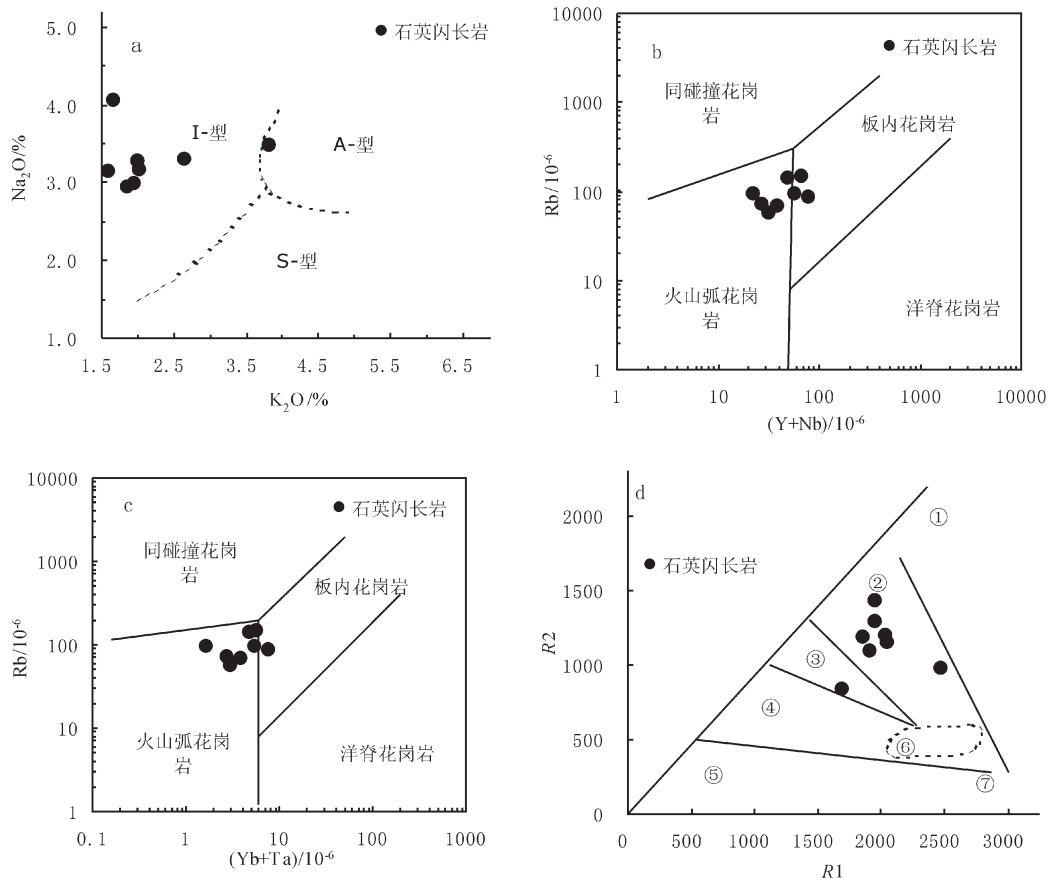 a
石英闪长岩
5.0
4.0
3.0
2.0
1.0
Na₂O/%
I-型
A-型
S-型
1.5
2.5
3.5
4.5
5.5
6.5
K₂O/%
b
石英闪长岩
10000
1000
100
10
1
Rb/10⁻⁶
同碰撞花岗
岩
板内花岗岩
火山弧花岗
岩
洋脊花岗岩
1
10
100
1000
10000
(Y+Nb)/10⁻⁶
c
石英闪长岩
10000
1000
100
10
1
Rb/10⁻⁶
同碰撞花岗
岩
板内花岗岩
火山弧花岗
岩
洋脊花岗岩
0.1
1
10
100
1000
(Yb+Ta)/10⁻⁶
d
石英闪长岩
2000
1500
1000
500
0
R2
①
②
③
④
⑤
⑥
⑦
0
500
1000
1500
2000
2500
3000
R1